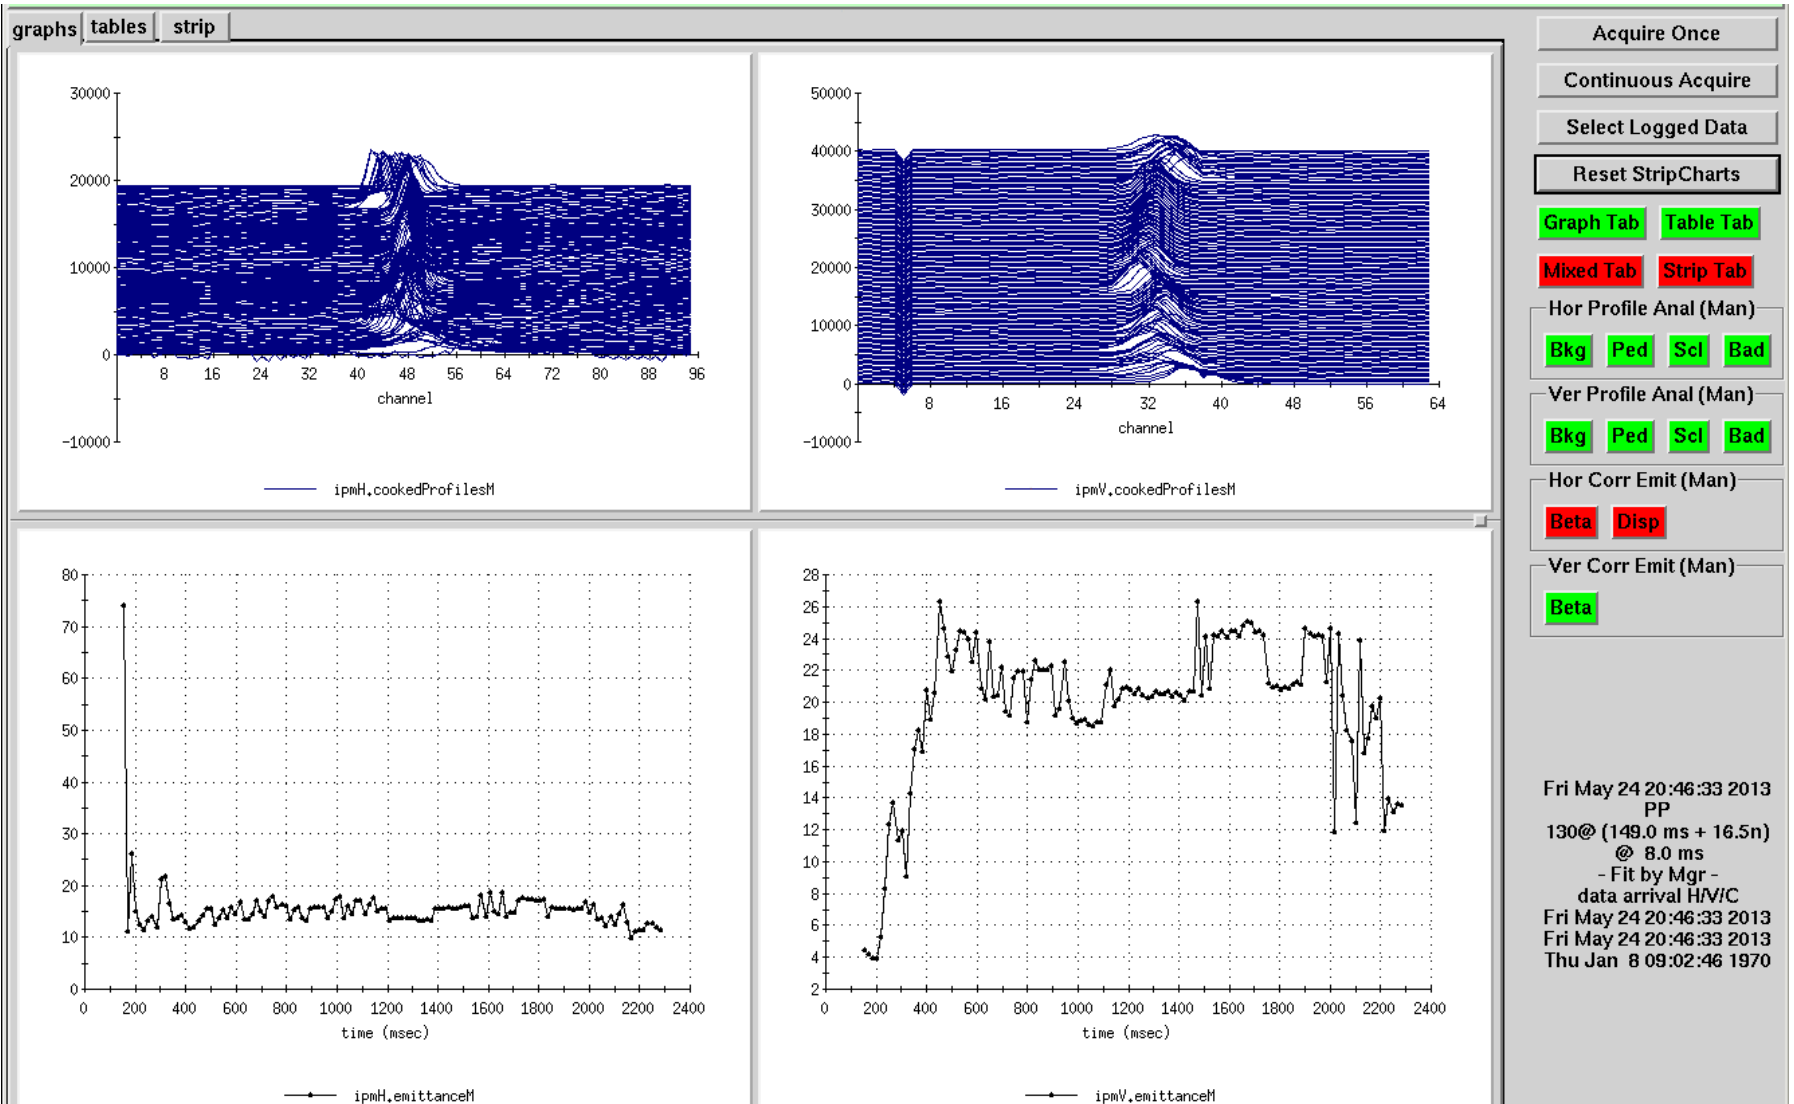 graphs tables strip
30000
20000
10000
0
-10000
8 16 24 32 40 48 56 64 72 80 88 96
channel
ipmH.cookedProfilesM
50000
40000
30000
20000
10000
0
-10000
8 16 24 32 40 48 56 64
channel
ipmV.cookedProfilesM
80
70
60
50
40
30
20
10
0
0 200 400 600 800 1000 1200 1400 1600 1800 2000 2200 2400
time (msec)
ipmH.emittanceM
28
26
24
22
20
18
16
14
12
10
8
6
4
2
0 200 400 600 800 1000 1200 1400 1600 1800 2000 2200 2400
time (msec)
ipmV.emittanceM
Acquire Once
Continuous Acquire
Select Logged Data
Reset StripCharts
Graph Tab Table Tab
Mixed Tab Strip Tab
Hor Profile Anal (Man)
Bkg Ped Scl Bad
Ver Profile Anal (Man)
Bkg Ped Scl Bad
Hor Corr Emit (Man)
Beta Disp
Ver Corr Emit (Man)
Beta
Fri May 24 20:46:33 2013
PP
130@ (149.0 ms + 16.5n)
@ 8.0 ms
- Fit by Mgr -
data arrival H/V/C
Fri May 24 20:46:33 2013
Fri May 24 20:46:33 2013
Thu Jan 8 09:02:46 1970